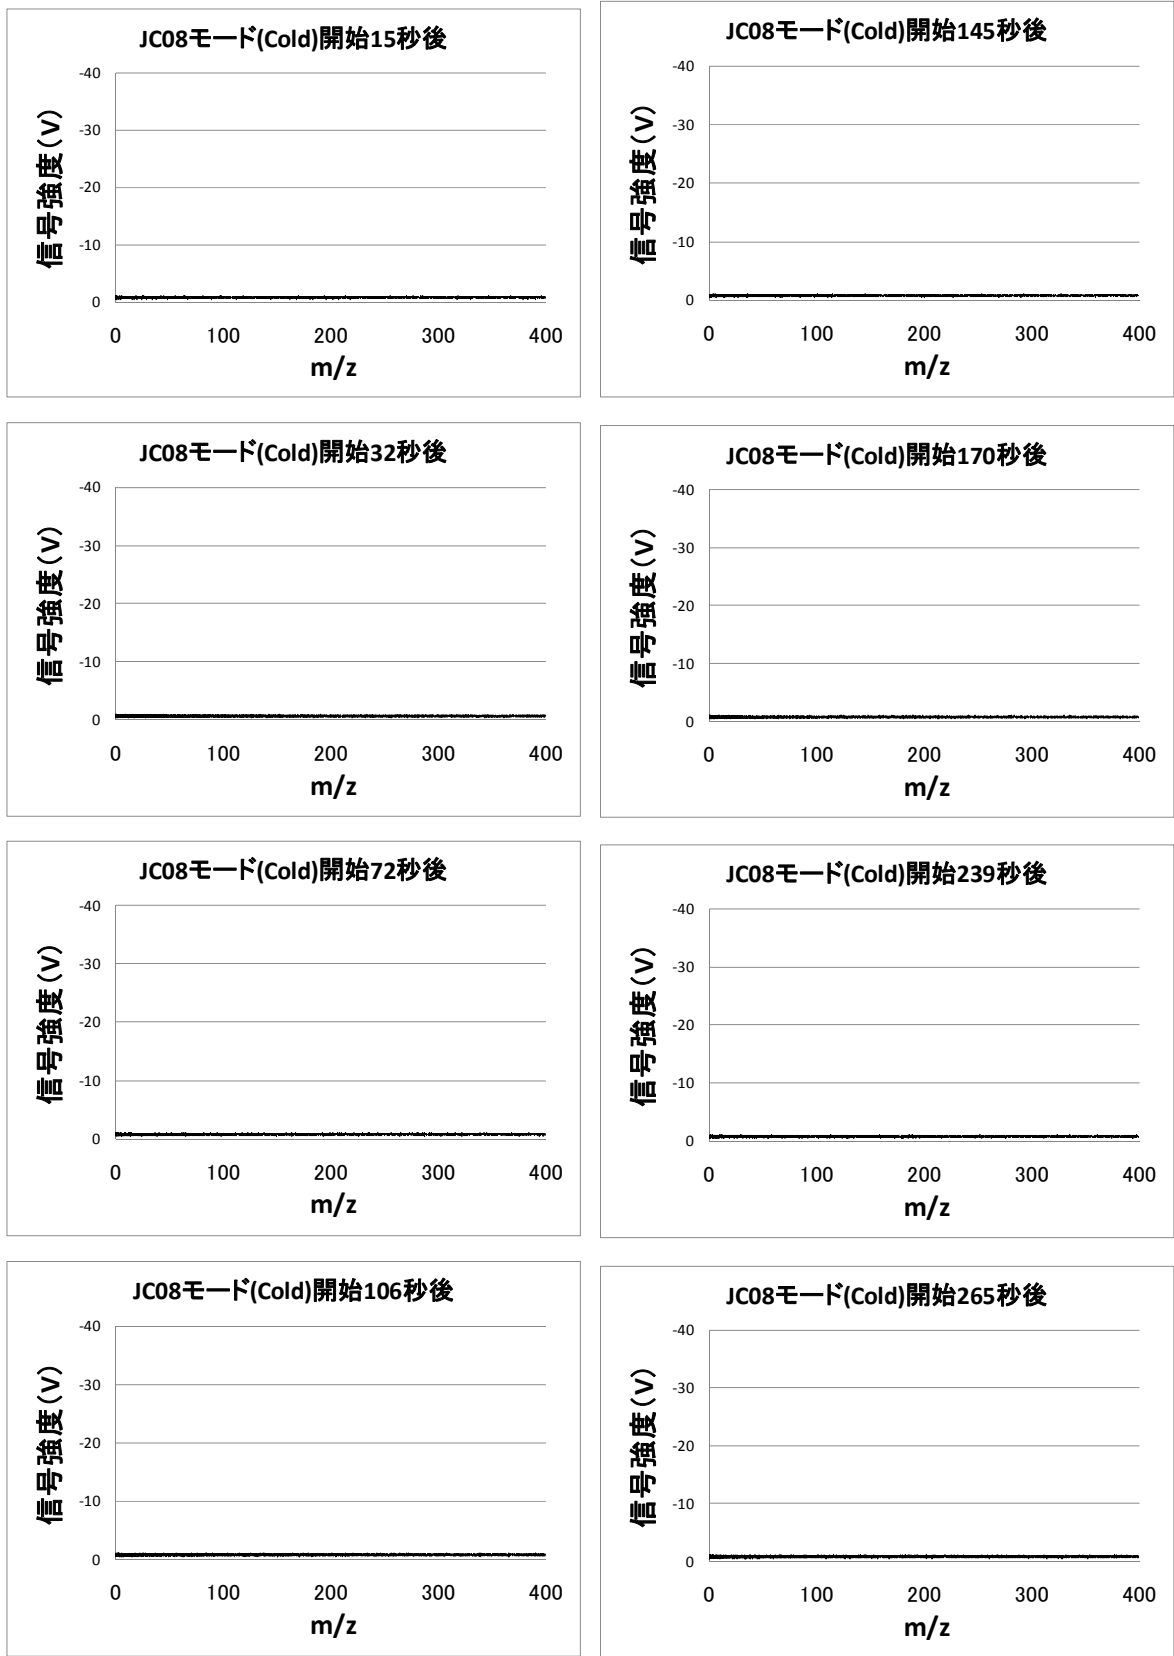 JC08モード(Cold)開始15秒後
信号強度(V)
-40
-30
-20
-10
0
0 100 200 300 400
m/z
JC08モード(Cold)開始32秒後
信号強度(V)
-40
-30
-20
-10
0
0 100 200 300 400
m/z
JC08モード(Cold)開始72秒後
信号強度(V)
-40
-30
-20
-10
0
0 100 200 300 400
m/z
JC08モード(Cold)開始106秒後
信号強度(V)
-40
-30
-20
-10
0
0 100 200 300 400
m/z
JC08モード(Cold)開始145秒後
信号強度(V)
-40
-30
-20
-10
0
0 100 200 300 400
m/z
JC08モード(Cold)開始170秒後
信号強度(V)
-40
-30
-20
-10
0
0 100 200 300 400
m/z
JC08モード(Cold)開始239秒後
信号強度(V)
-40
-30
-20
-10
0
0 100 200 300 400
m/z
JC08モード(Cold)開始265秒後
信号強度(V)
-40
-30
-20
-10
0
0 100 200 300 400
m/z